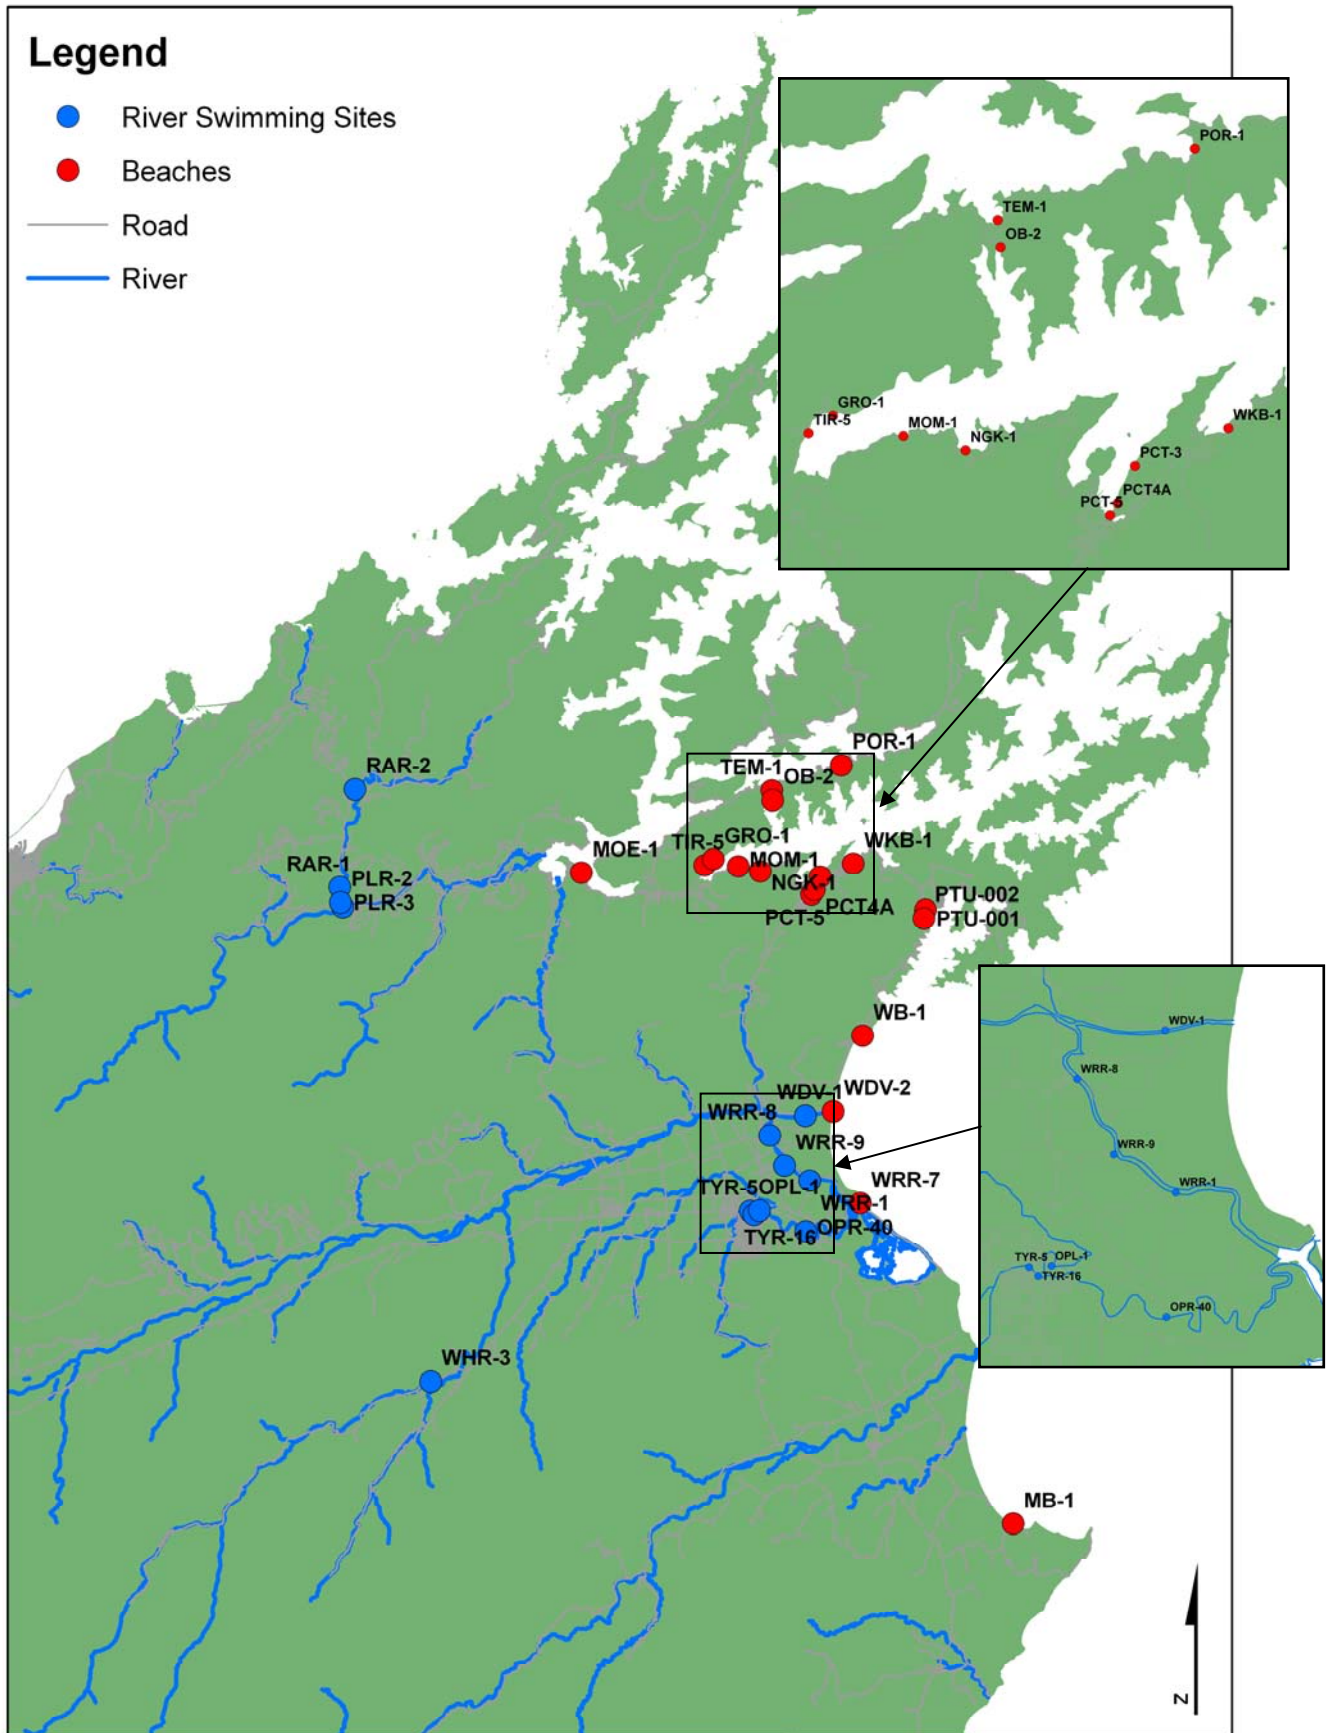 Legend
River Swimming Sites
Beaches
Road
River
POR-1
TEM-1
OB-2
GRO-1
TIR-5
MOM-1
NGK-1
WKB-1
PCT-3
PCT4A
PCT-5
POR-1
TEM-1
OB-2
RAR-2
MOE-1
TIR-5
GRO-1
MOM-1
WKB-1
RAR-1
PLR-2
NGK-1
PLR-3
PCT4A
PCT-5
PTU-002
PTU-001
WB-1
WDV-1
WDV-2
WRR-8
WRR-9
TYR-5
OPL-1
WRR-7
WRR-1
OPR-40
TYR-16
WDV-1
WRR-8
WRR-9
WRR-1
TYR-5
OPL-1
TYR-16
OPR-40
WHR-3
MB-1
N